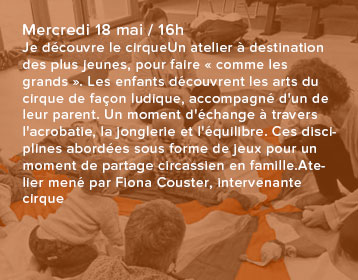 Mercredi 18 mai / 16h
Je découvre le cirqueUn atelier à destination
des plus jeunes, pour faire « comme les
grands ». Les enfants découvrent les arts du
cirque de façon ludique, accompagné d'un de
leur parent. Un moment d'échange à travers
l'acrobatie, la jonglerie et l'équilibre. Ces disci-
plines abordées sous forme de jeux pour un
moment de partage circassien en famille.Ate-
lier mené par Fiona Couster, intervenante
cirque